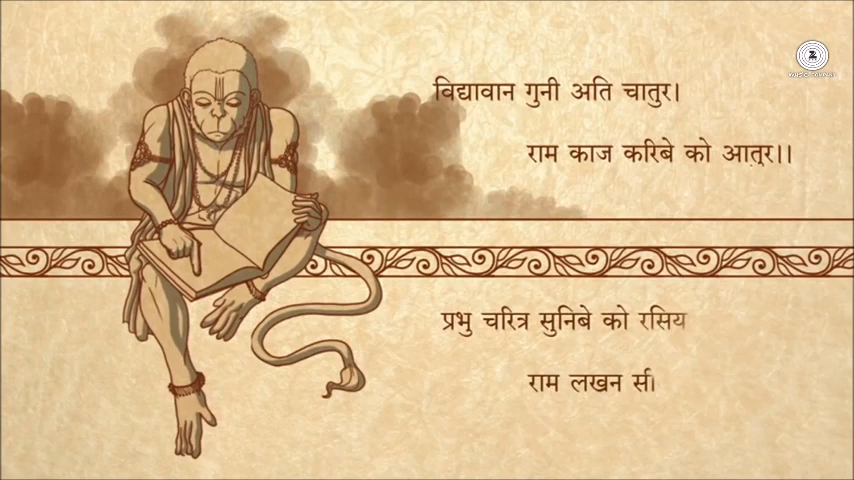 विद्यावान गुनी अति चातुर।
राम काज करिबे को आतुर।।
प्रभु चरित्र सुनिबे को रसिय
राम लखन सी